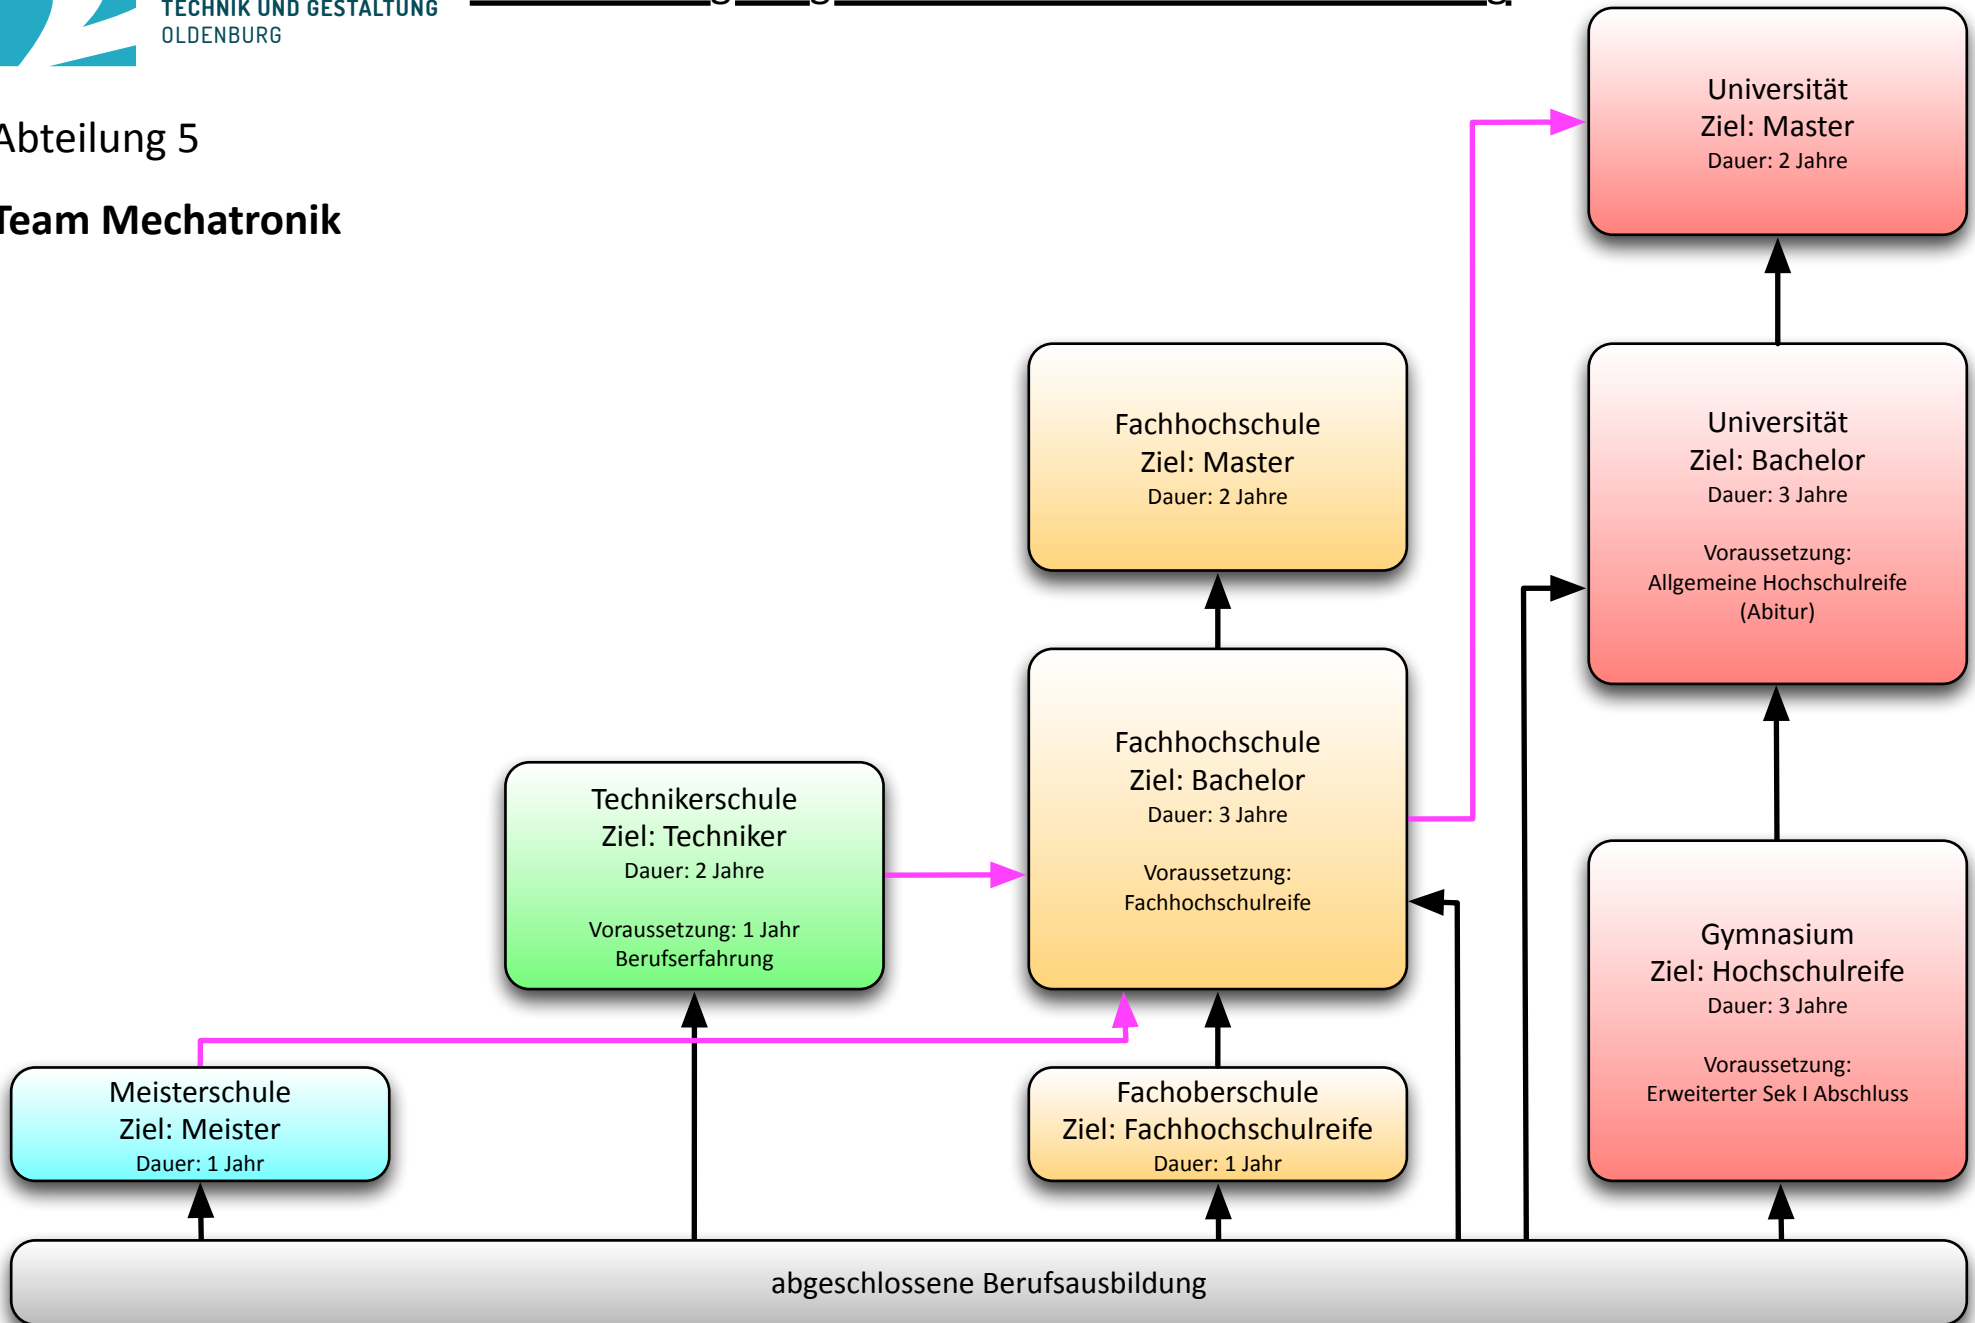 TECHNIK UND GESTALTUNG
OLDENBURG
Abteilung 5
Team Mechatronik
Universität
Ziel: Master
Dauer: 2 Jahre
Fachhochschule
Ziel: Master
Dauer: 2 Jahre
Universität
Ziel: Bachelor
Dauer: 3 Jahre
Voraussetzung:
Allgemeine Hochschulreife
(Abitur)
Technikerschule
Ziel: Techniker
Dauer: 2 Jahre
Voraussetzung: 1 Jahr
Berufserfahrung
Fachhochschule
Ziel: Bachelor
Dauer: 3 Jahre
Voraussetzung:
Fachhochschulreife
Gymnasium
Ziel: Hochschulreife
Dauer: 3 Jahre
Voraussetzung:
Erweiterter Sek I Abschluss
Meisterschule
Ziel: Meister
Dauer: 1 Jahr
Fachoberschule
Ziel: Fachhochschulreife
Dauer: 1 Jahr
abgeschlossene Berufsausbildung